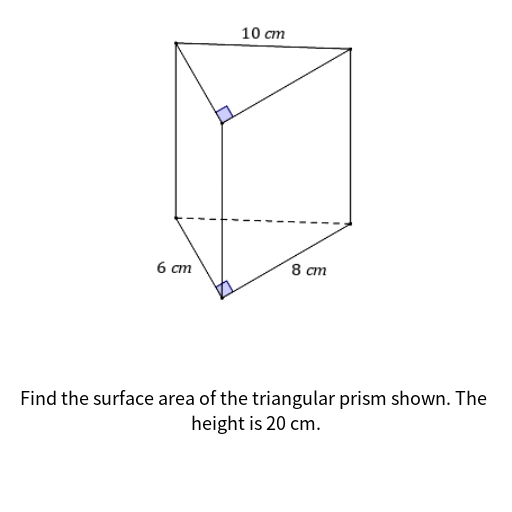 10 cm
6 cm
8 cm
Find the surface area of the triangular prism shown. The
height is 20 cm.